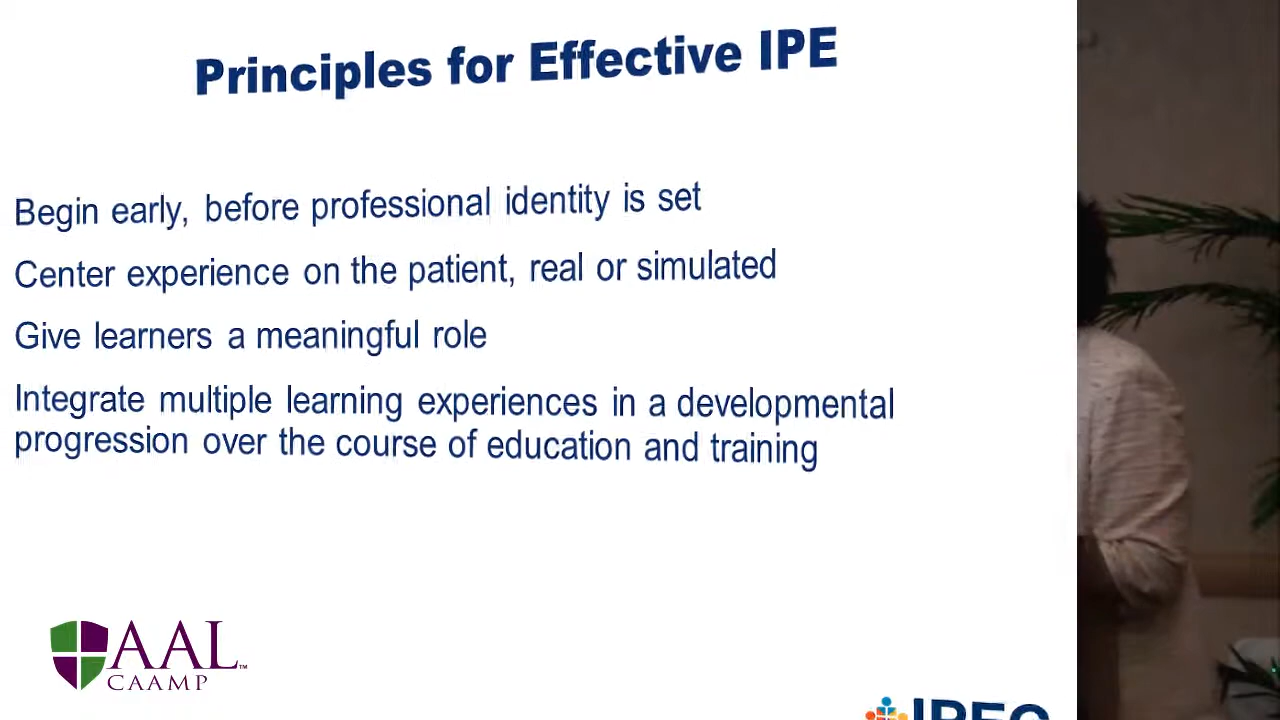 Principles for Effective IPE
Begin early, before professional identity is set
Center experience on the patient, real or simulated
Give learners a meaningful role
Integrate multiple learning experiences in a developmental
progression over the course of education and training
AAL™
CAAMP
IPEC